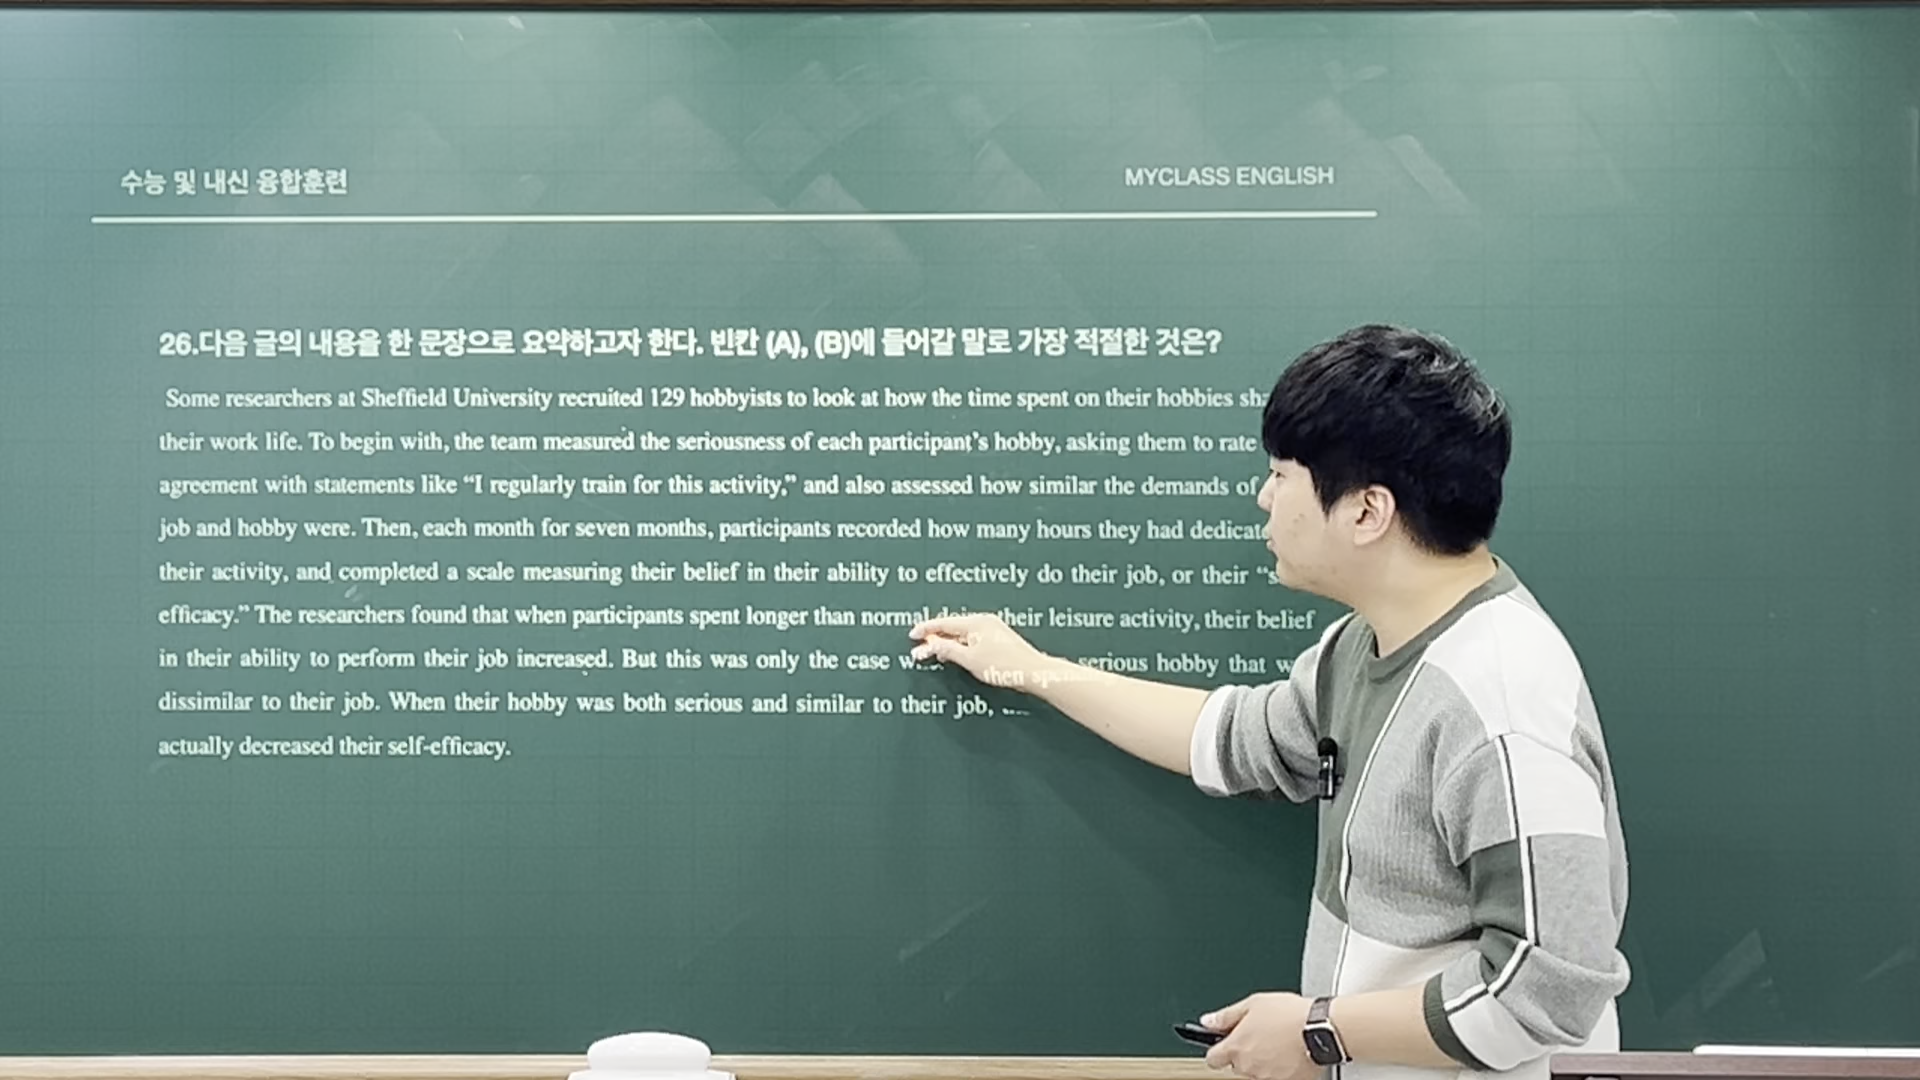 수능 및 내신 융합훈련
MYCLASS ENGLISH
26.다음 글의 내용을 한 문장으로 요약하고자 한다. 빈칸 (A), (B)에 들어갈 말로 가장 적절한 것은?
Some researchers at Sheffield University recruited 129 hobbyists to look at how the time spent on their hobbies
their work life. To begin with, the team measured the seriousness of each participant's hobby, asking them to rate
agreement with statements like “I regularly train for this activity,” and also assessed how similar the demands of
job and hobby were. Then, each month for seven months, participants recorded how many hours they had
their activity, and completed a scale measuring their belief in their ability to effectively do their job, or their
efficacy.” The researchers found that when participants spent longer than normal doing their leisure activity, their belief
in their ability to perform their job increased. But this was only the case serious hobby that
dissimilar to their job. When their hobby was both serious and similar to their job, then
actually decreased their self-efficacy.